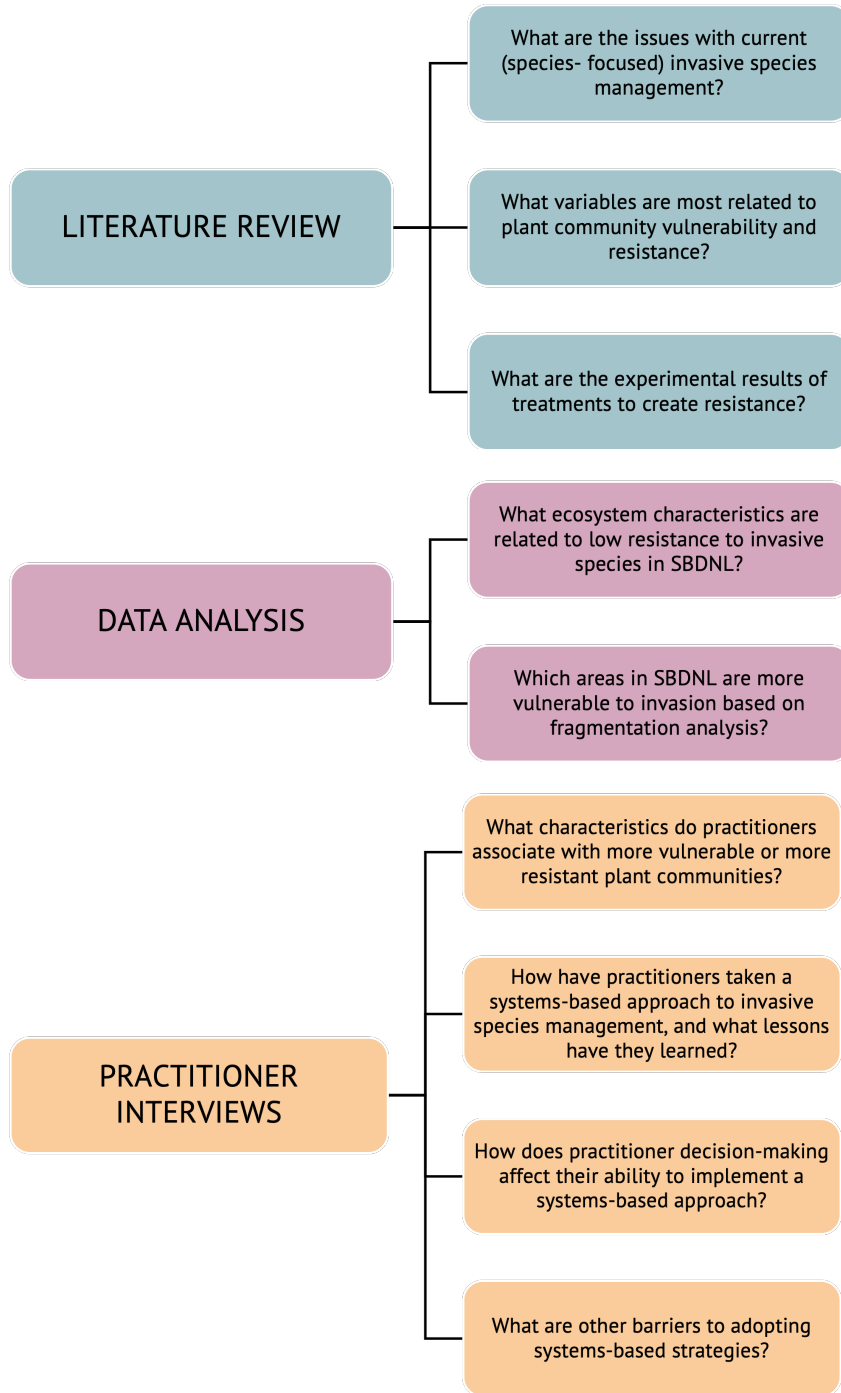 LITERATURE REVIEW
What are the issues with current
(species- focused) invasive species
management?
What variables are most related to
plant community vulnerability and
resistance?
What are the experimental results of
treatments to create resistance?
DATA ANALYSIS
What ecosystem characteristics are
related to low resistance to invasive
species in SBDNL?
Which areas in SBDNL are more
vulnerable to invasion based on
fragmentation analysis?
PRACTITIONER
INTERVIEWS
What characteristics do practitioners
associate with more vulnerable or more
resistant plant communities?
How have practitioners taken a
systems-based approach to invasive
species management, and what lessons
have they learned?
How does practitioner decision-making
affect their ability to implement a
systems-based approach?
What are other barriers to adopting
systems-based strategies?